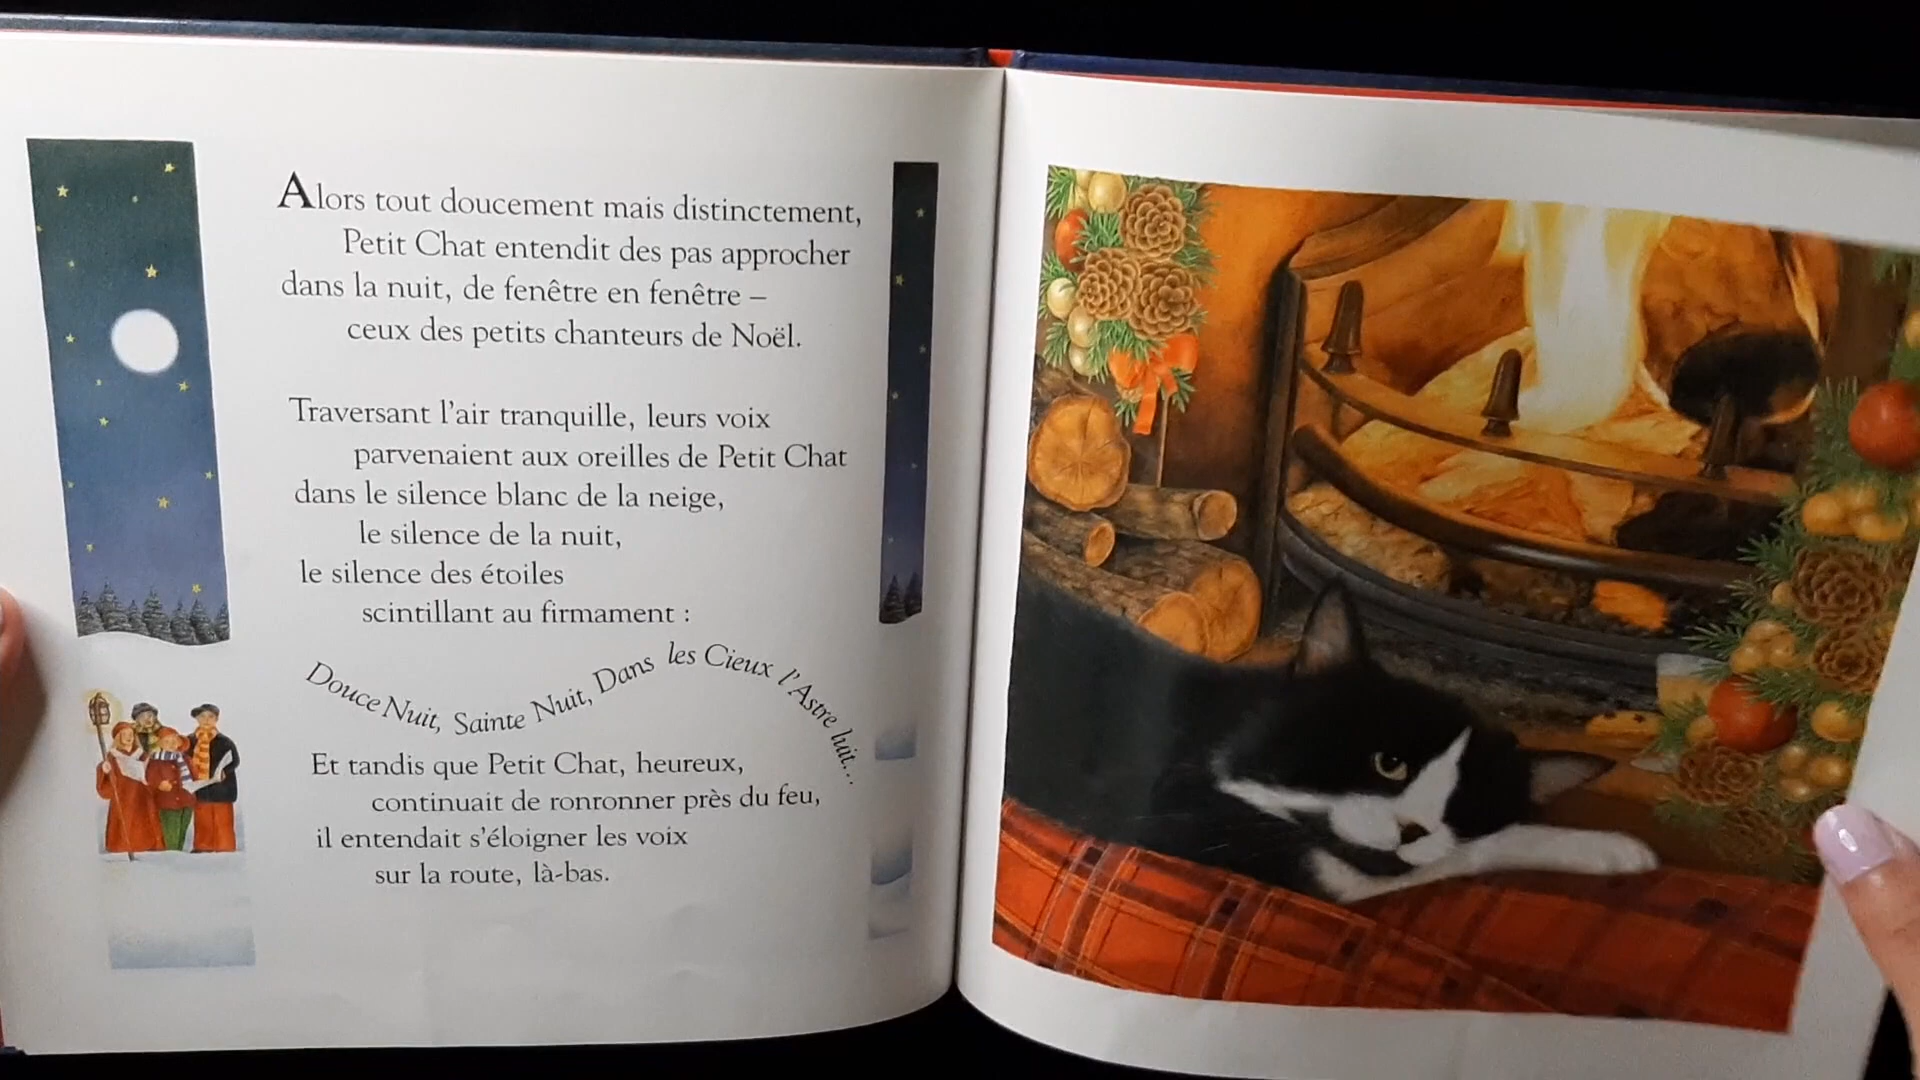 Alors tout doucement mais distinctement,
Petit Chat entendit des pas approcher
dans la nuit, de fenêtre en fenêtre –
ceux des petits chanteurs de Noël.
Traversant l'air tranquille, leurs voix
parvenaient aux oreilles de Petit Chat
dans le silence blanc de la neige,
le silence de la nuit,
le silence des étoiles
scintillant au firmament :
Douce Nuit, Sainte Nuit, Dans les Cieux l'Astre luit...
Et tandis que Petit Chat, heureux,
continuait de ronronner près du feu,
il entendait s'éloigner les voix
sur la route, là-bas.